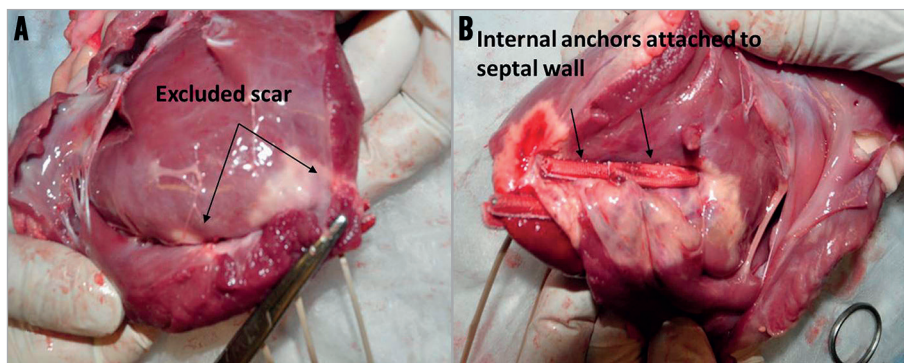 A
Excluded scar
B
Internal anchors attached to
septal wall